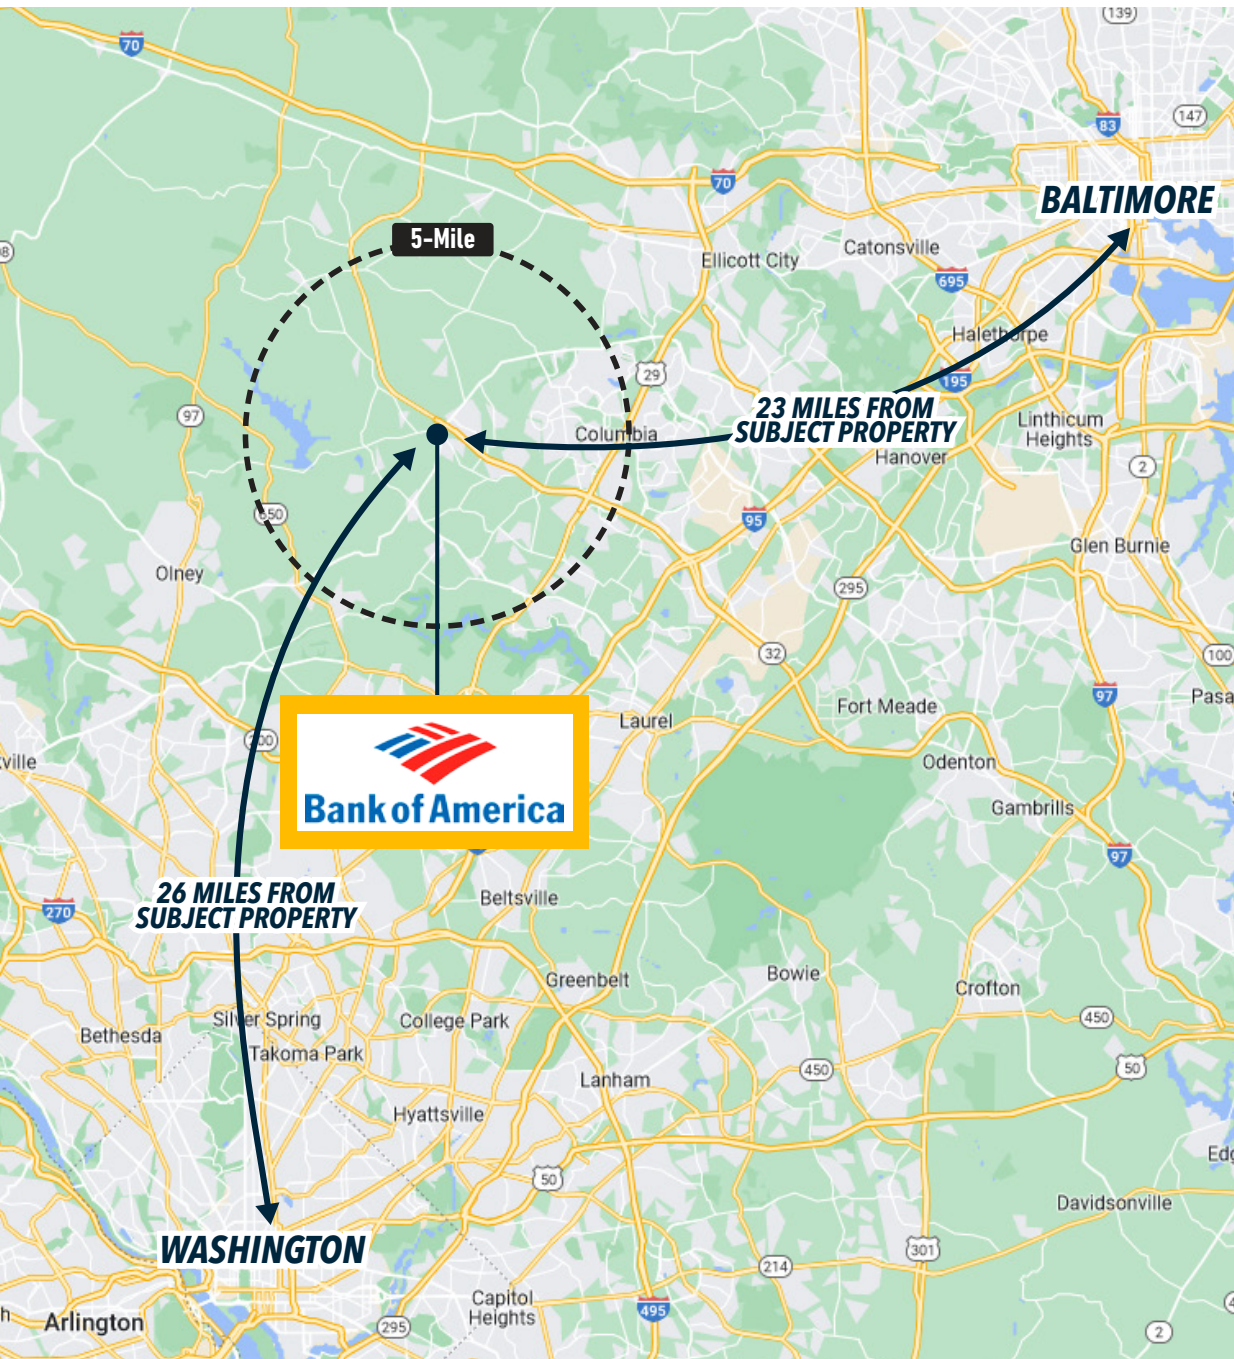 139
70
147
83
70
BALTIMORE
5-Mile
Catonsville
Ellicott City
695
Halethorpe
29
195
97
23 MILES FROM
SUBJECT PROPERTY
Linthicum
Heights
Columbia
Hanover
2
650
95
Glen Burnie
Olney
295
32
100
97
Pasa
Fort Meade
Laurel
200
ville
Odenton
Bank of America
Gambrills
97
26 MILES FROM
SUBJECT PROPERTY
270
Beltsville
Greenbelt
Bowie
Crofton
Silver Spring
College Park
450
Bethesda
Takoma Park
450
50
Lanham
Hyattsville
Edg
50
Davidsonville
WASHINGTON
301
214
Capitol
Heights
495
h
Arlington
295
2